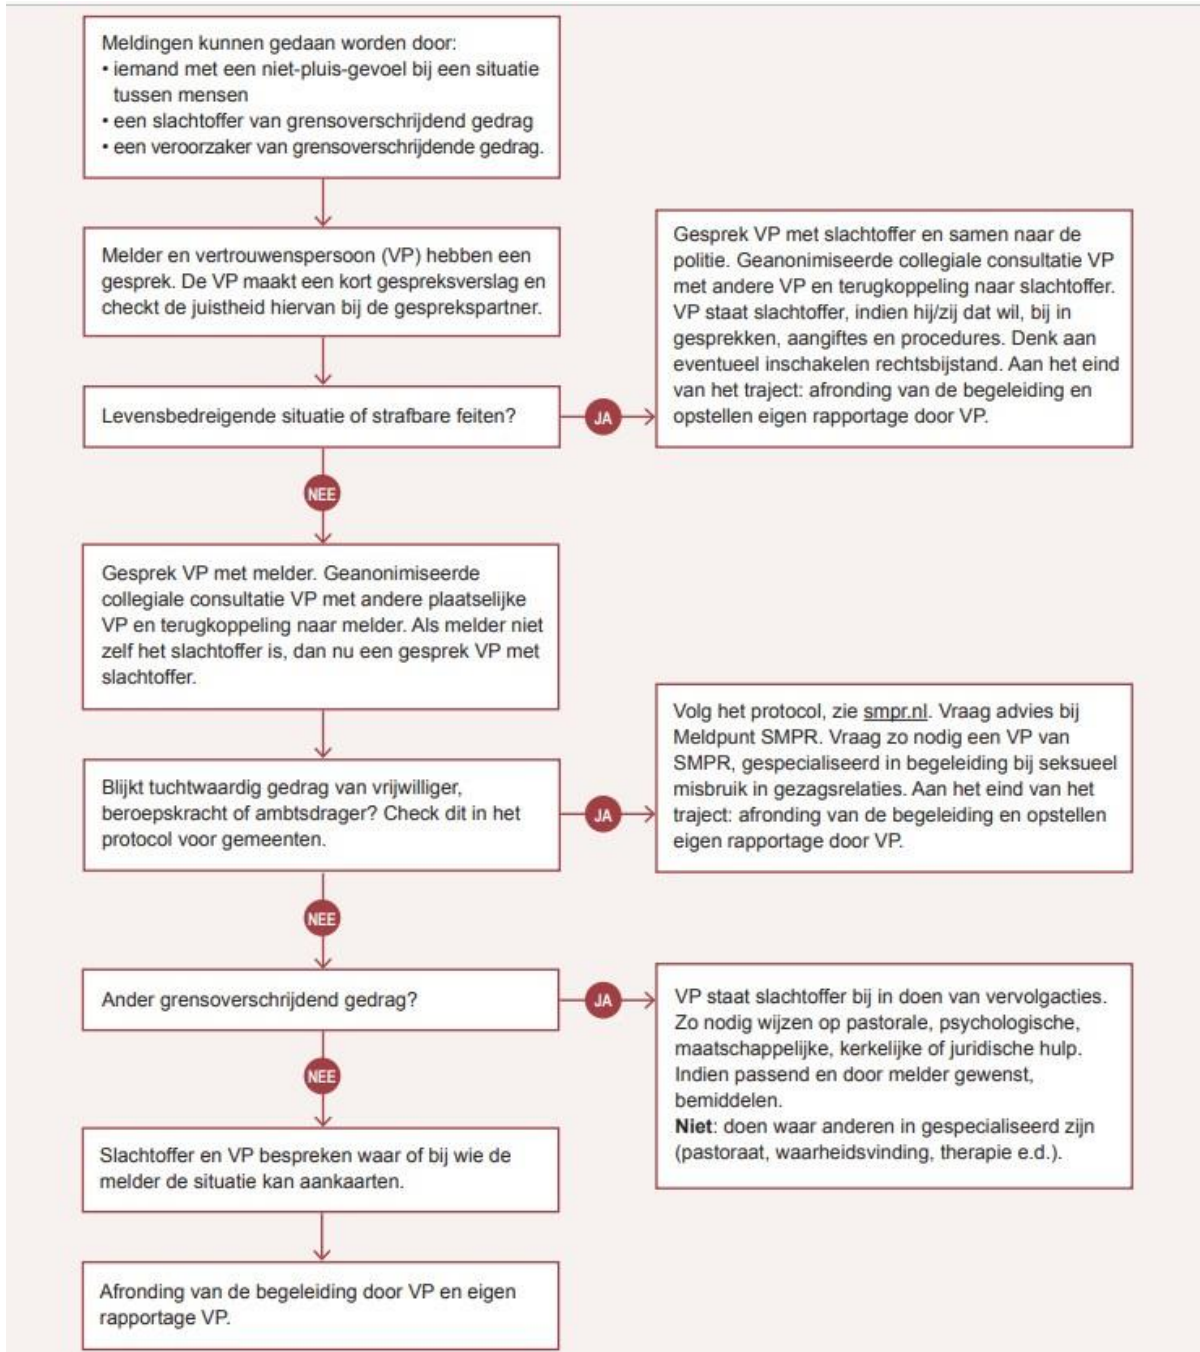 Meldingen kunnen gedaan worden door:
• iemand met een niet-pluis-gevoel bij een situatie
tussen mensen
• een slachtoffer van grensoverschrijdend gedrag
• een veroorzaker van grensoverschrijdende gedrag.
Melder en vertrouwenspersoon (VP) hebben een
gesprek. De VP maakt een kort gespreksverslag en
checkt de juistheid hiervan bij de gesprekspartner.
Levensbedreigende situatie of strafbare feiten?
JA
Gesprek VP met slachtoffer en samen naar de
politie. Geanonimiseerde collegiale consultatie VP
met andere VP en terugkoppeling naar slachtoffer.
VP staat slachtoffer, indien hij/zij dat wil, bij in
gesprekken, aangiftes en procedures. Denk aan
eventueel inschakelen rechtsbijstand. Aan het eind
van het traject: afronding van de begeleiding en
opstellen eigen rapportage door VP.
NEE
Gesprek VP met melder. Geanonimiseerde
collegiale consultatie VP met andere plaatselijke
VP en terugkoppeling naar melder. Als melder niet
zelf het slachtoffer is, dan nu een gesprek VP met
slachtoffer.
Blijkt tuchtwaardig gedrag van vrijwilliger,
beroepskracht of ambtsdrager? Check dit in het
protocol voor gemeenten.
JA
Volg het protocol, zie smpr.nl. Vraag advies bij
Meldpunt SMPR. Vraag zo nodig een VP van
SMPR, gespecialiseerd in begeleiding bij seksueel
misbruik in gezagsrelaties. Aan het eind van het
traject: afronding van de begeleiding en opstellen
eigen rapportage door VP.
NEE
Ander grensoverschrijdend gedrag?
JA
VP staat slachtoffer bij in doen van vervolgacties.
Zo nodig wijzen op pastorale, psychologische,
maatschappelijke, kerkelijke of juridische hulp.
Indien passend en door melder gewenst,
bemiddelen.
Niet: doen waar anderen in gespecialiseerd zijn
(pastoraat, waarheidsvinding, therapie e.d.).
NEE
Slachtoffer en VP bespreken waar of bij wie de
melder de situatie kan aankaarten.
Afronding van de begeleiding door VP en eigen
rapportage VP.